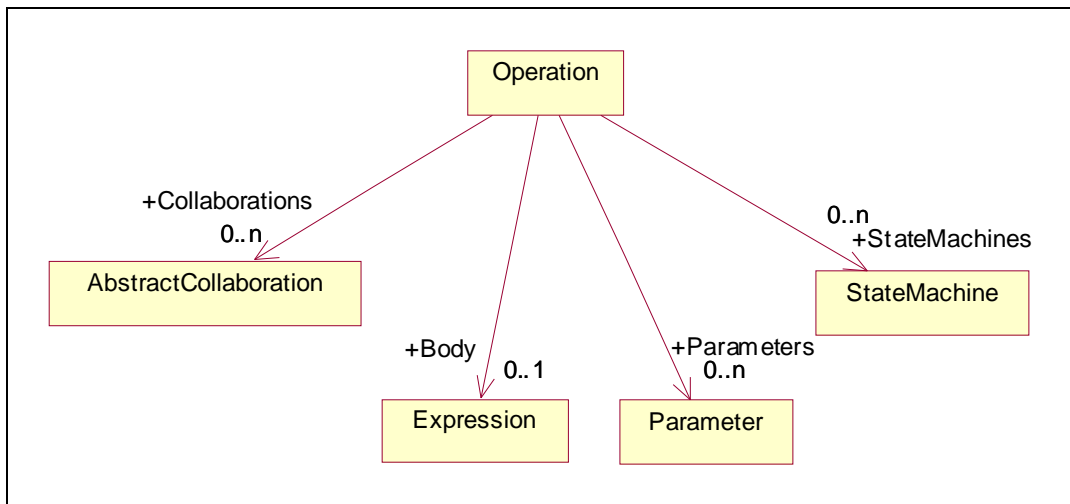 Operation
+Collaborations
0..n
0..n
+StateMachines
AbstractCollaboration
StateMachine
+Body
0..1
+Parameters
0..n
Expression
Parameter